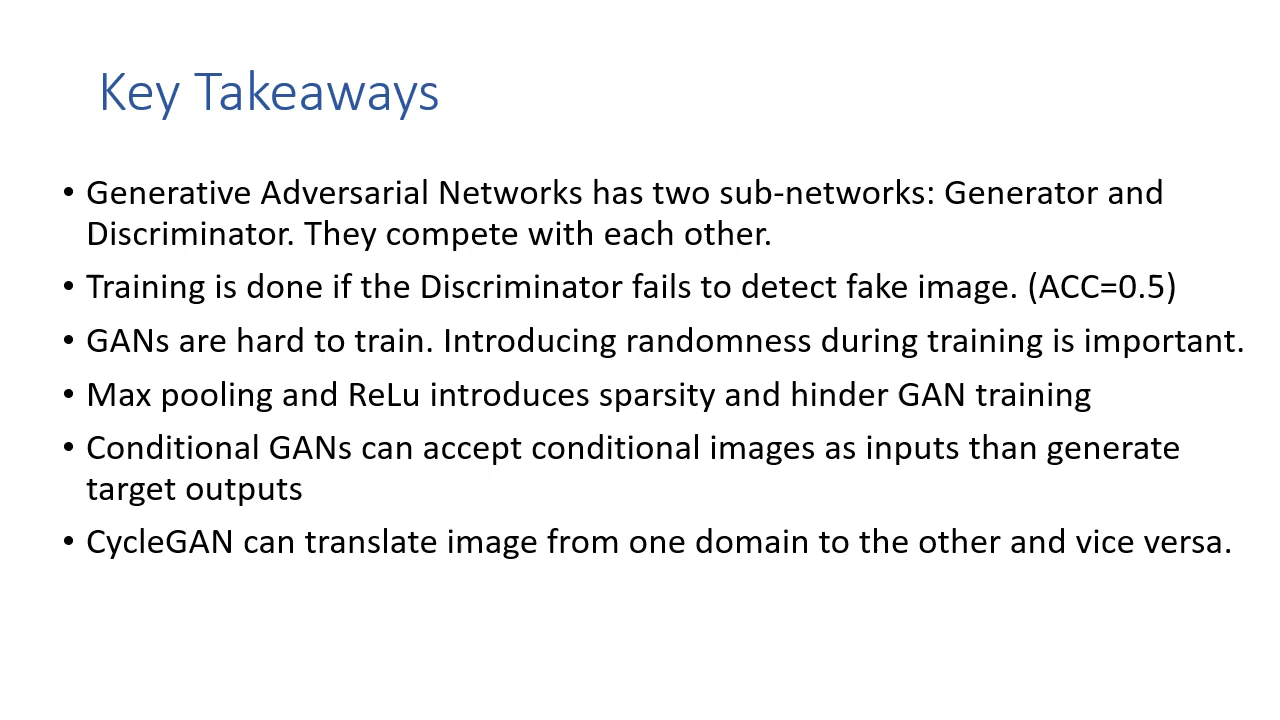 Key Takeaways
• Generative Adversarial Networks has two sub-networks: Generator and
Discriminator. They compete with each other.
• Training is done if the Discriminator fails to detect fake image. (ACC=0.5)
• GANs are hard to train. Introducing randomness during training is important.
• Max pooling and ReLu introduces sparsity and hinder GAN training
• Conditional GANs can accept conditional images as inputs than generate
target outputs
• CycleGAN can translate image from one domain to the other and vice versa.